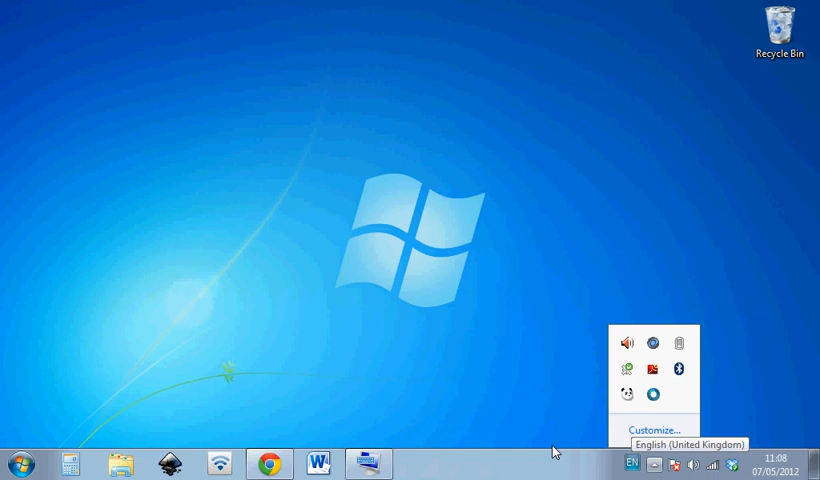 Recycle Bin
Customize...
English (United Kingdom)
EN
11:08
07/05/2012